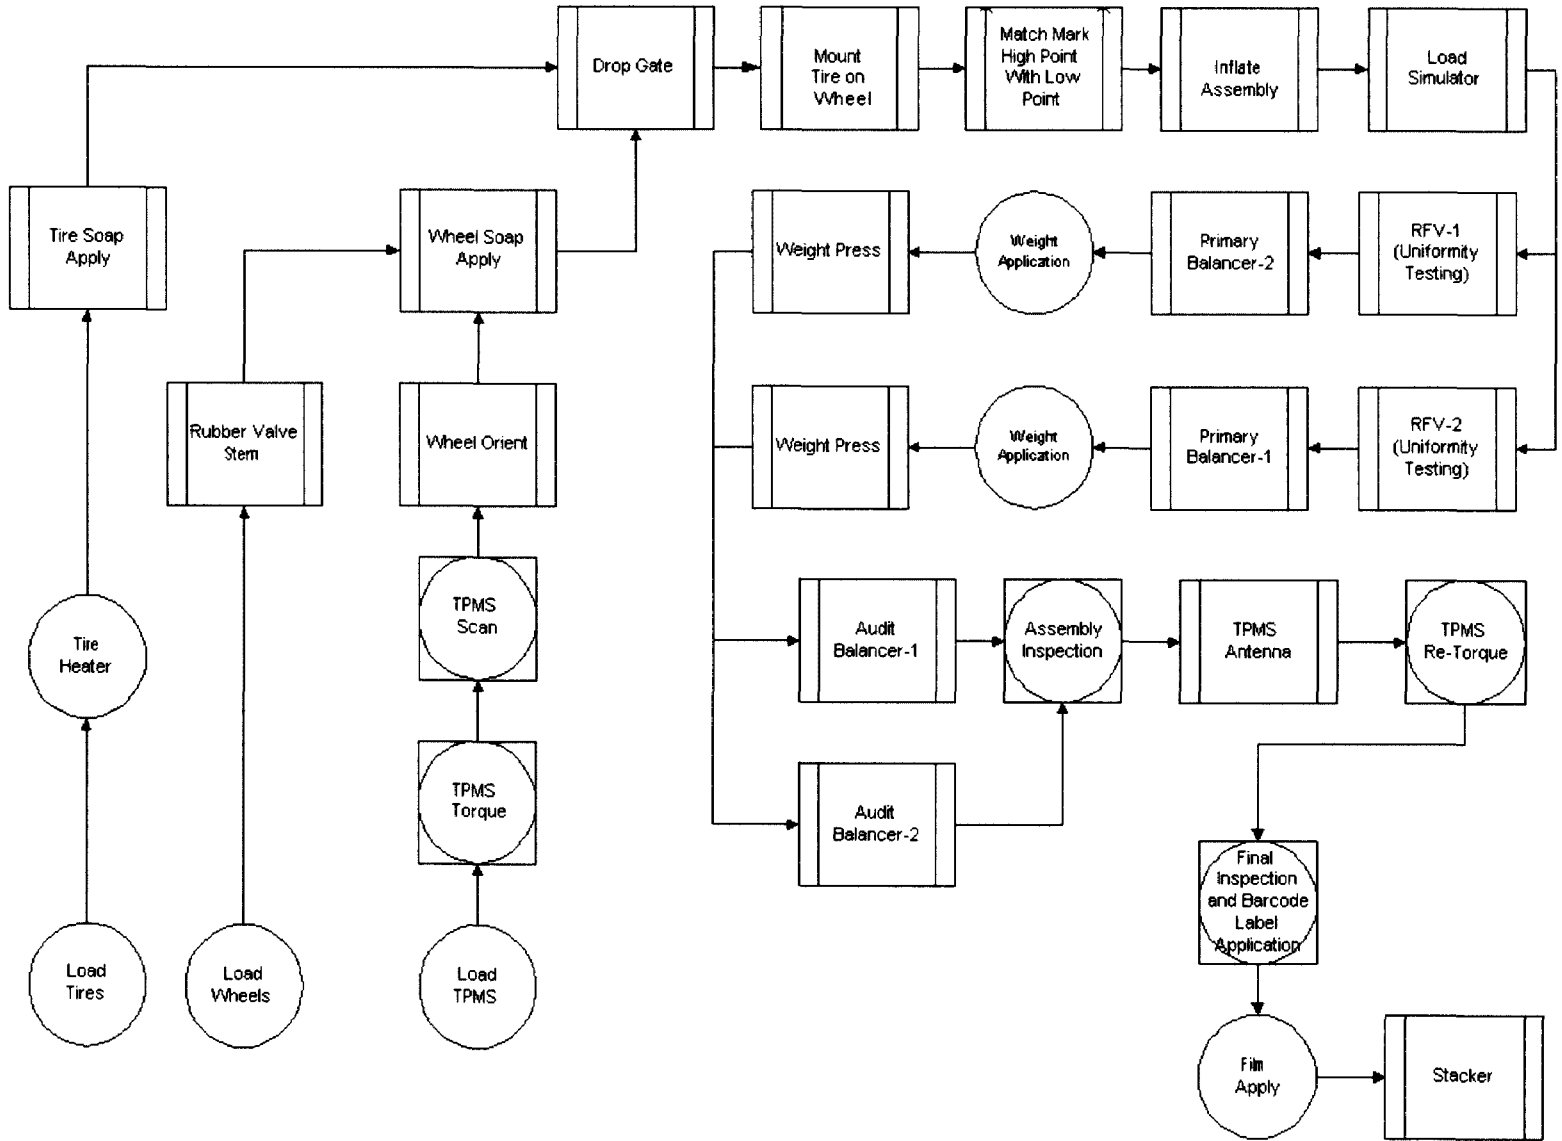 Drop Gate
Mount
Tire on
Wheel
Match Mark
High Point
With Low
Point
Inflate
Assembly
Load
Simulator
Tire Soap
Apply
Wheel Soap
Apply
Weight Press
Weight
Application
Primary
Balancer-2
RFV-1
(Uniformity
Testing)
Rubber Valve
Stem
Wheel Orient
Weight Press
Weight
Application
Primary
Balancer-1
RFV-2
(Uniformity
Testing)
Tire
Heater
TPMS
Scan
Audit
Balancer-1
Assembly
Inspection
TPMS
Antenna
TPMS
Re-Torque
TPMS
Torque
Audit
Balancer-2
Final
Inspection
and Barcode
Label
Application
Load
Tires
Load
Wheels
Load
TPMS
Film
Apply
Stacker